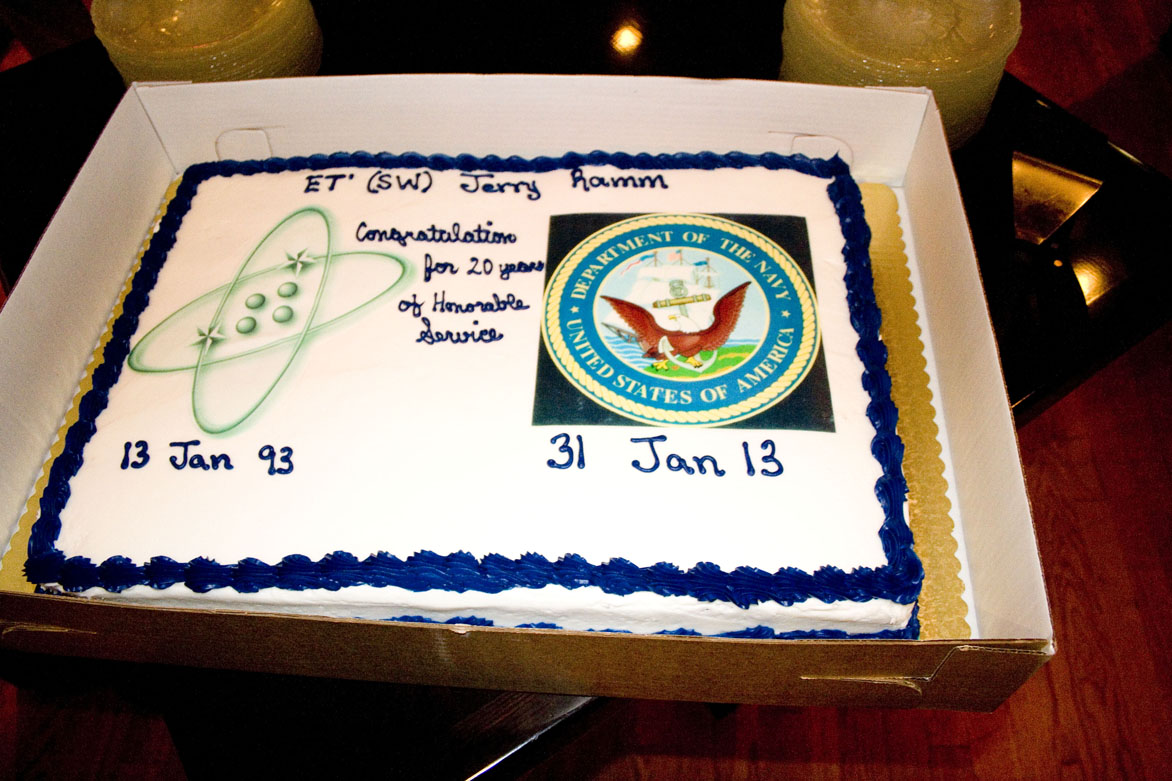 ET' (SW) Jerry Ramm
Congratulation
for 20 years
of Honorable
Service
DEPARTMENT OF THE NAVY
UNITED STATES OF AMERICA
13 Jan 93
31 Jan 13